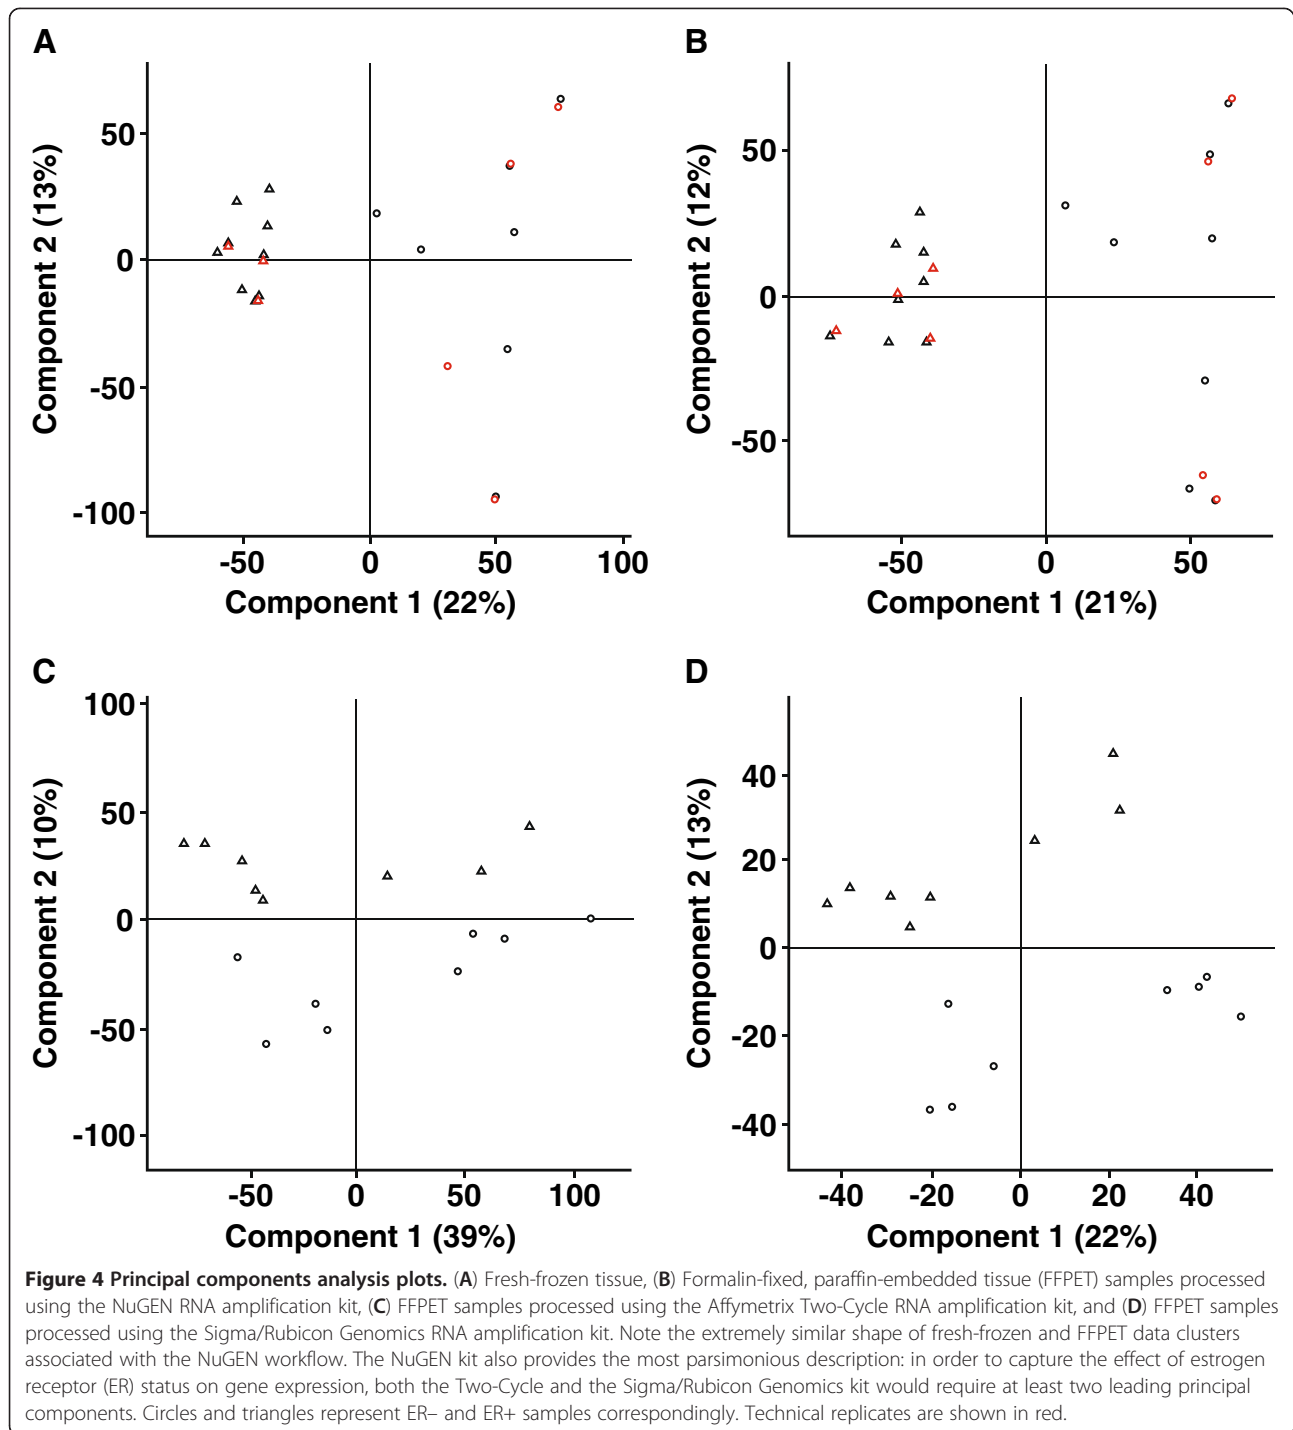 A
Component 2 (13%)
50
0
-50
-100
-50 0 50 100
Component 1 (22%)
B
Component 2 (12%)
50
0
-50
-50 0 50
Component 1 (21%)
C
Component 2 (10%)
100
50
0
-50
-100
-50 0 50 100
Component 1 (39%)
D
Component 2 (13%)
40
20
0
-20
-40
-40 -20 0 20 40
Component 1 (22%)
Figure 4 Principal components analysis plots. (A) Fresh-frozen tissue, (B) Formalin-fixed, paraffin-embedded tissue (FFPET) samples processed
using the NuGEN RNA amplification kit, (C) FFPET samples processed using the Affymetrix Two-Cycle RNA amplification kit, and (D) FFPET samples
processed using the Sigma/Rubicon Genomics RNA amplification kit. Note the extremely similar shape of fresh-frozen and FFPET data clusters
associated with the NuGEN workflow. The NuGEN kit also provides the most parsimonious description: in order to capture the effect of estrogen
receptor (ER) status on gene expression, both the Two-Cycle and the Sigma/Rubicon Genomics kit would require at least two leading principal
components. Circles and triangles represent ER– and ER+ samples correspondingly. Technical replicates are shown in red.